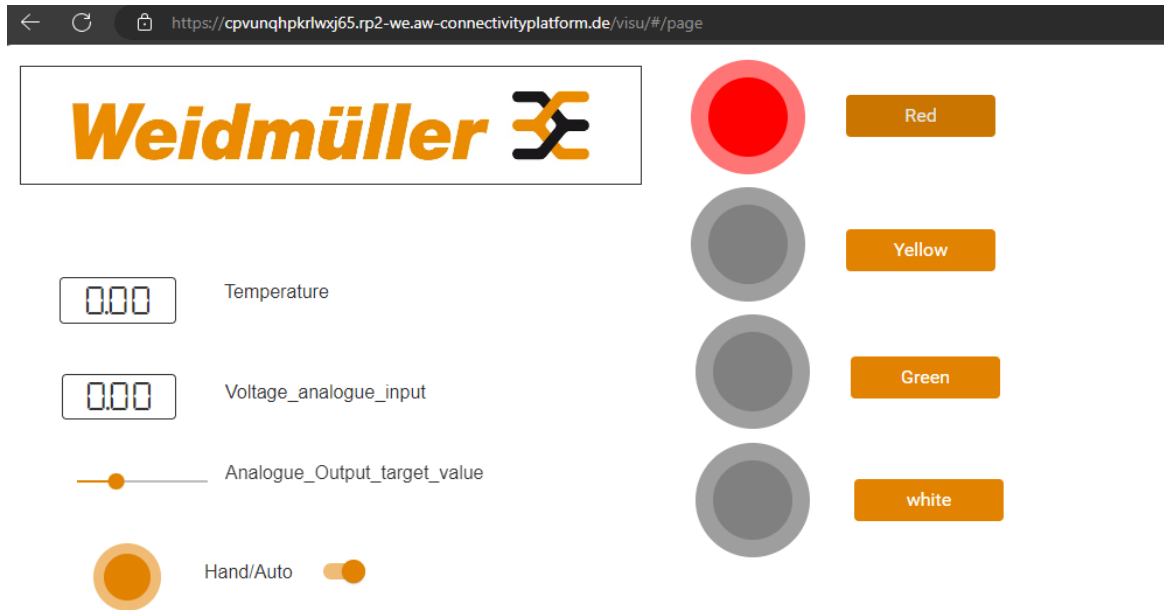 https://cpvunqhpkrlwxj65.rp2-we.aw-connectivityplatform.de/visu/#/page
Weidmüller
Red
Yellow
0.00 Temperature
Green
0.00 Voltage_analogue_input
Analogue_Output_target_value
white
Hand/Auto